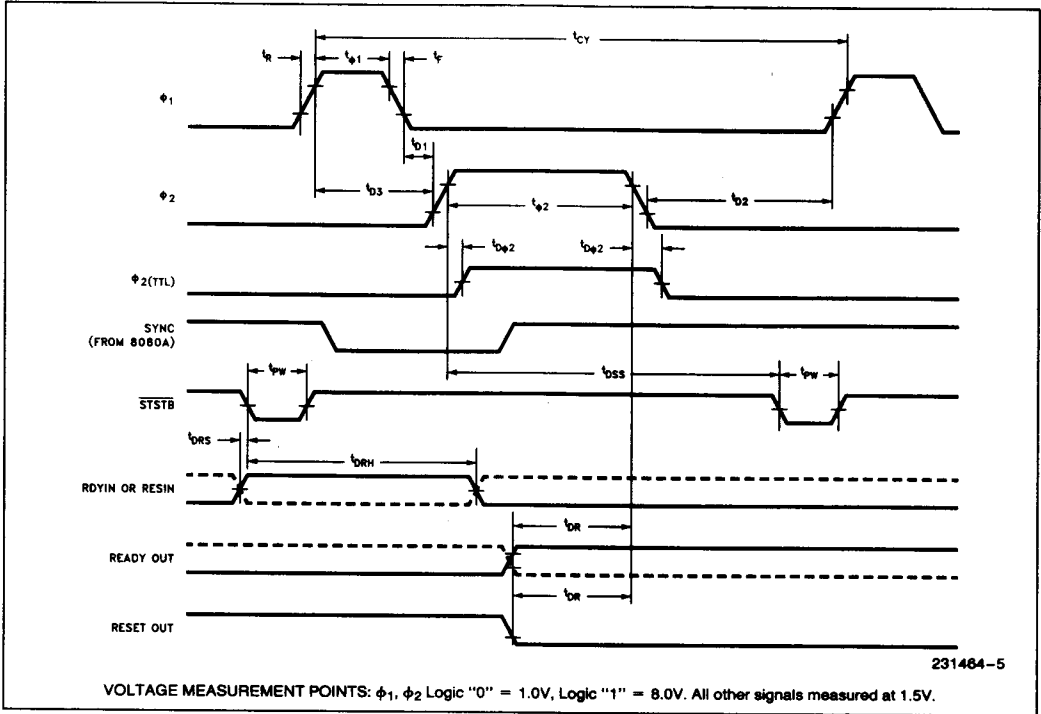 tCY
tR tϕ1 tF
ϕ1
tD1
tD3
ϕ2
tϕ2
tD2
tDϕ2 tDϕ2
ϕ2(TTL)
SYNC
(FROM 8080A)
tPW tDSS tPW
STSTB
tDRS
tDRH
RDYIN OR RESIN
tDR
READY OUT
tDR
RESET OUT
231464-5
VOLTAGE MEASUREMENT POINTS: ϕ1, ϕ2 Logic "0" = 1.0V, Logic "1" = 8.0V. All other signals measured at 1.5V.